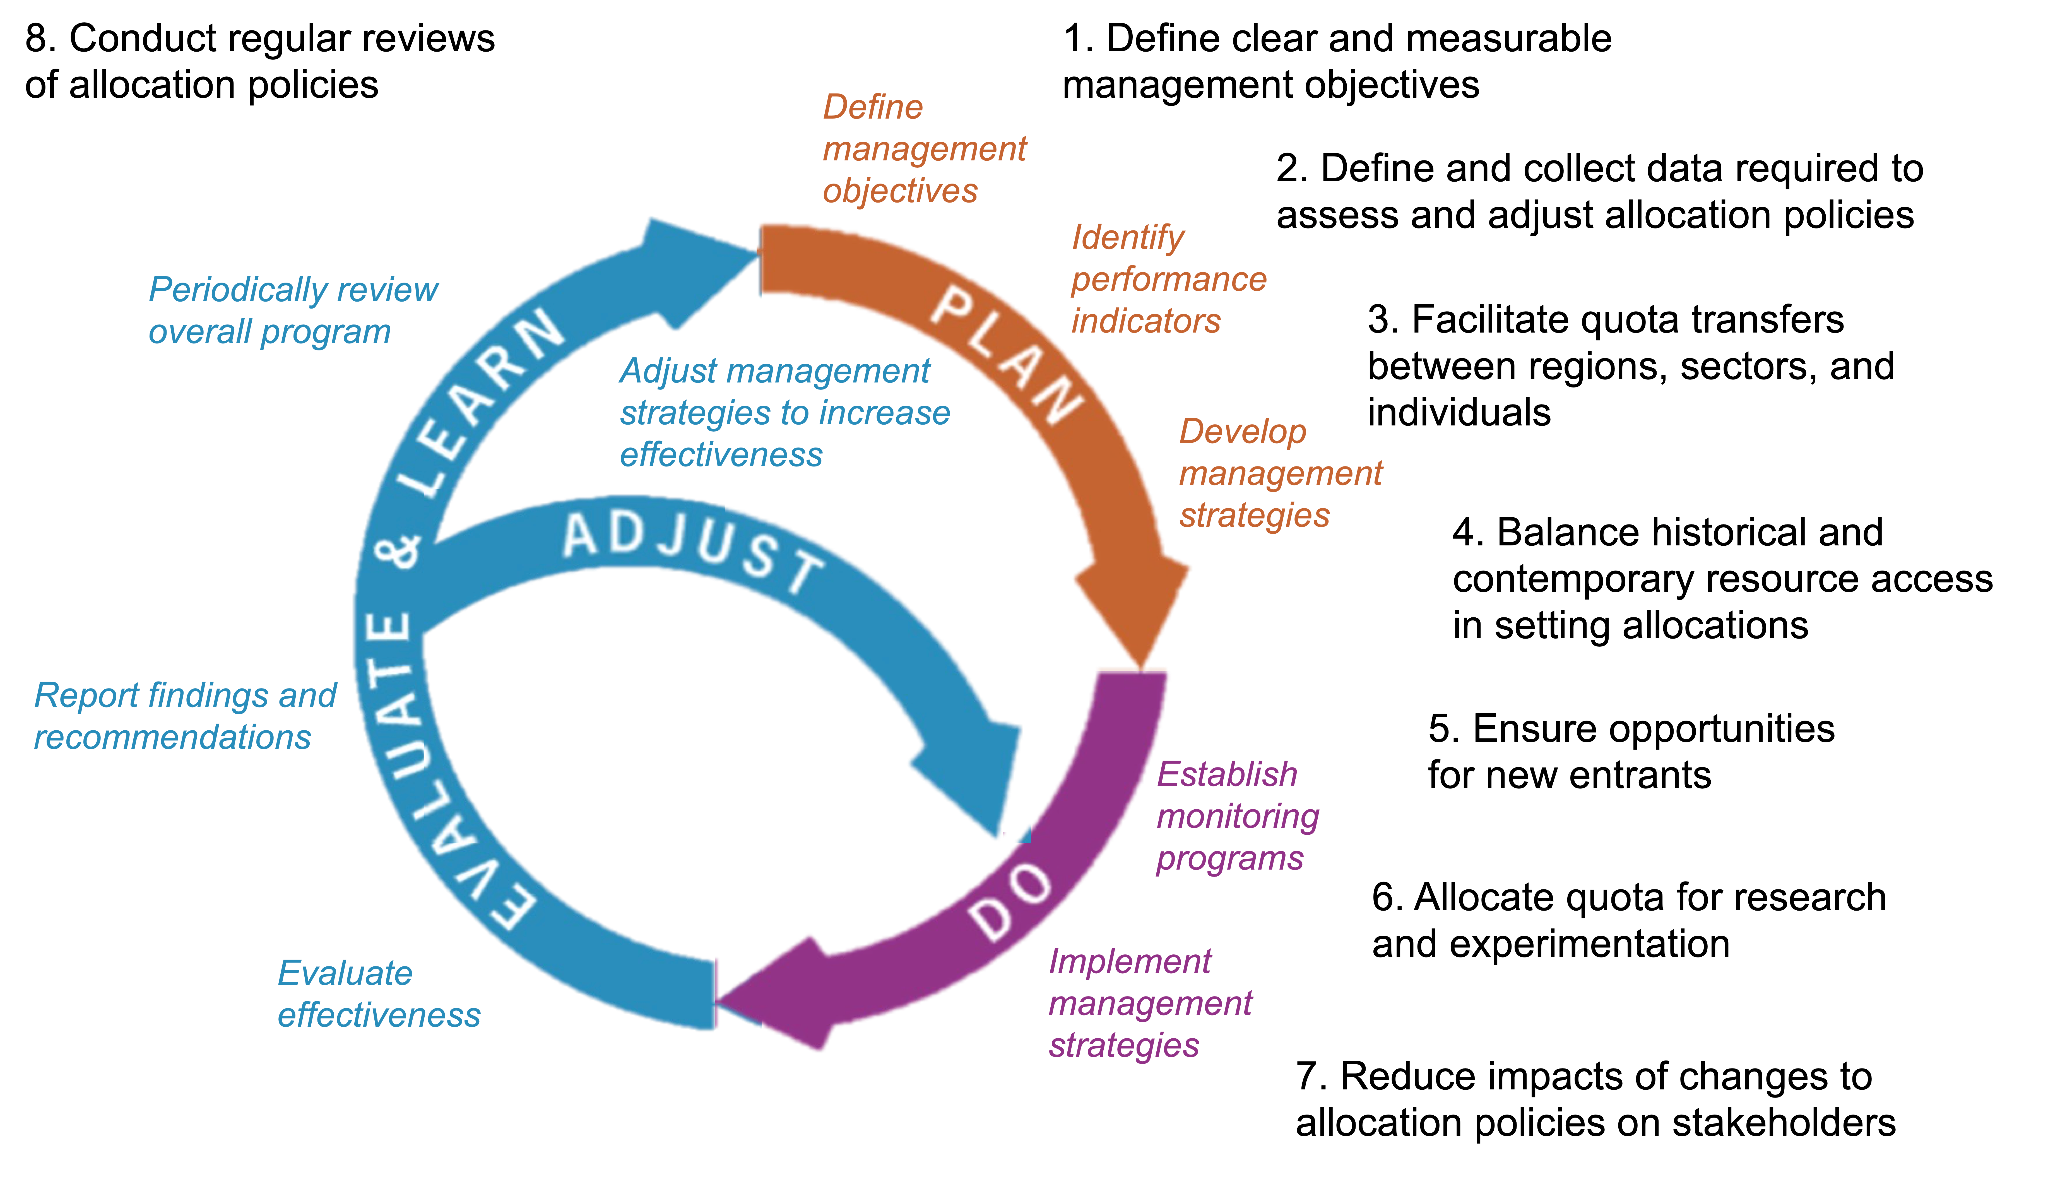 8. Conduct regular reviews
of allocation policies
1. Define clear and measurable
management objectives
Define
management
objectives
2. Define and collect data required to
assess and adjust allocation policies
Identify
performance
indicators
3. Facilitate quota transfers
between regions, sectors, and
individuals
Develop
management
strategies
4. Balance historical and
contemporary resource access
in setting allocations
5. Ensure opportunities
for new entrants
Establish
monitoring
programs
6. Allocate quota for research
and experimentation
Implement
management
strategies
7. Reduce impacts of changes to
allocation policies on stakeholders
Periodically review
overall program
Adjust management
strategies to increase
effectiveness
Report findings and
recommendations
Evaluate
effectiveness
PLAN
DO
EVALUATE & LEARN
ADJUST